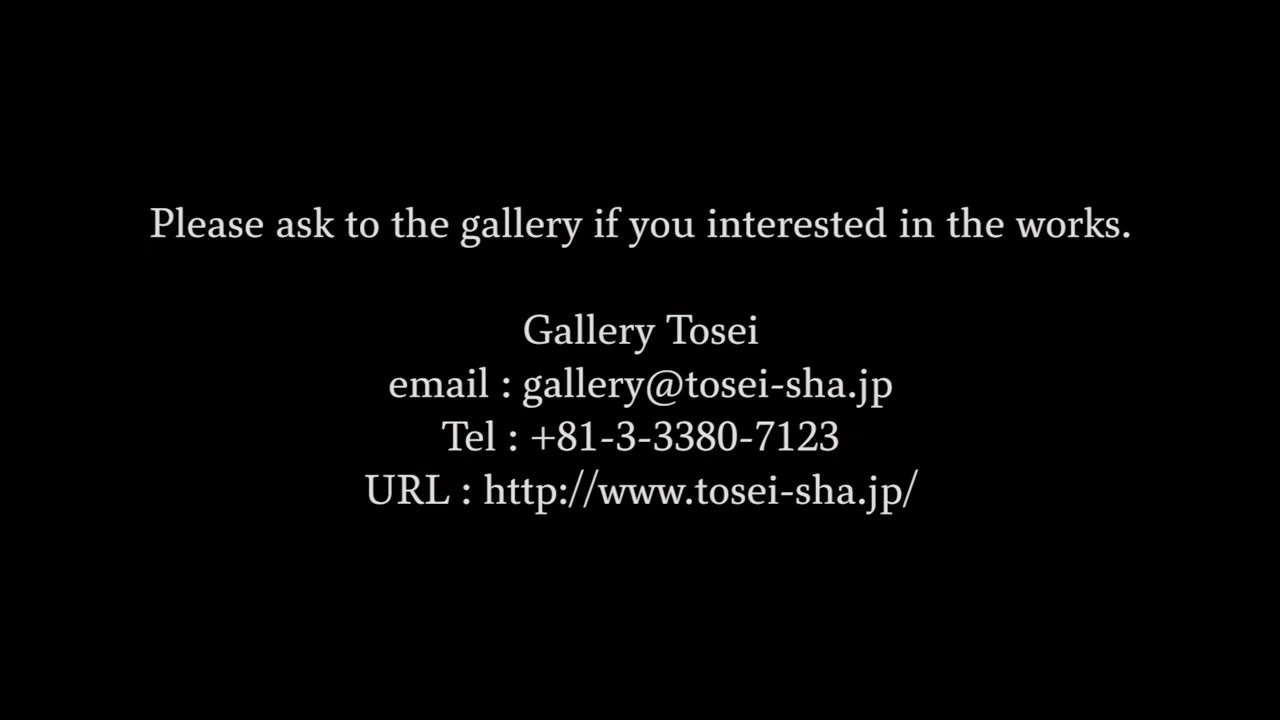 Please ask to the gallery if you interested in the works.
Gallery Tosei
email : gallery@tosei-sha.jp
Tel : +81-3-3380-7123
URL : http://www.tosei-sha.jp/